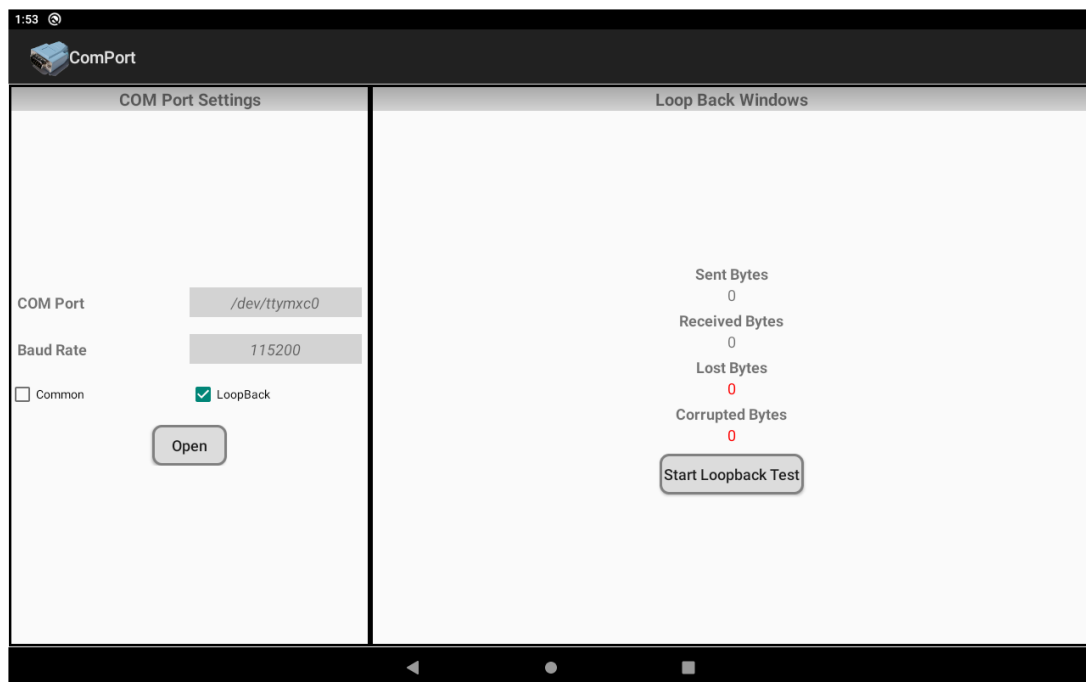 1:53
ComPort
COM Port Settings
COM Port
/dev/ttymxc0
Baud Rate
115200
Common
LoopBack
Open
Loop Back Windows
Sent Bytes
0
Received Bytes
0
Lost Bytes
0
Corrupted Bytes
0
Start Loopback Test